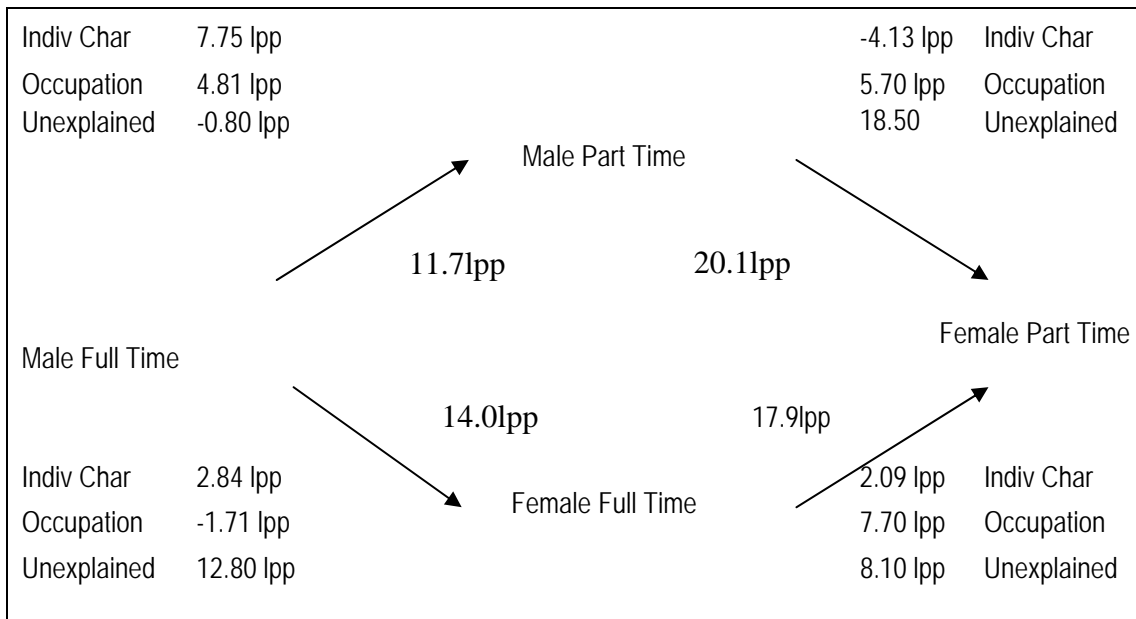 Indiv Char 7.75 lpp -4.13 lpp Indiv Char
Occupation 4.81 lpp 5.70 lpp Occupation
Unexplained -0.80 lpp 18.50 Unexplained
Male Part Time
11.7lpp 20.1lpp
Female Part Time
Male Full Time
14.0lpp 17.9lpp
Indiv Char 2.84 lpp 2.09 lpp Indiv Char
Female Full Time
Occupation -1.71 lpp 7.70 lpp Occupation
Unexplained 12.80 lpp 8.10 lpp Unexplained